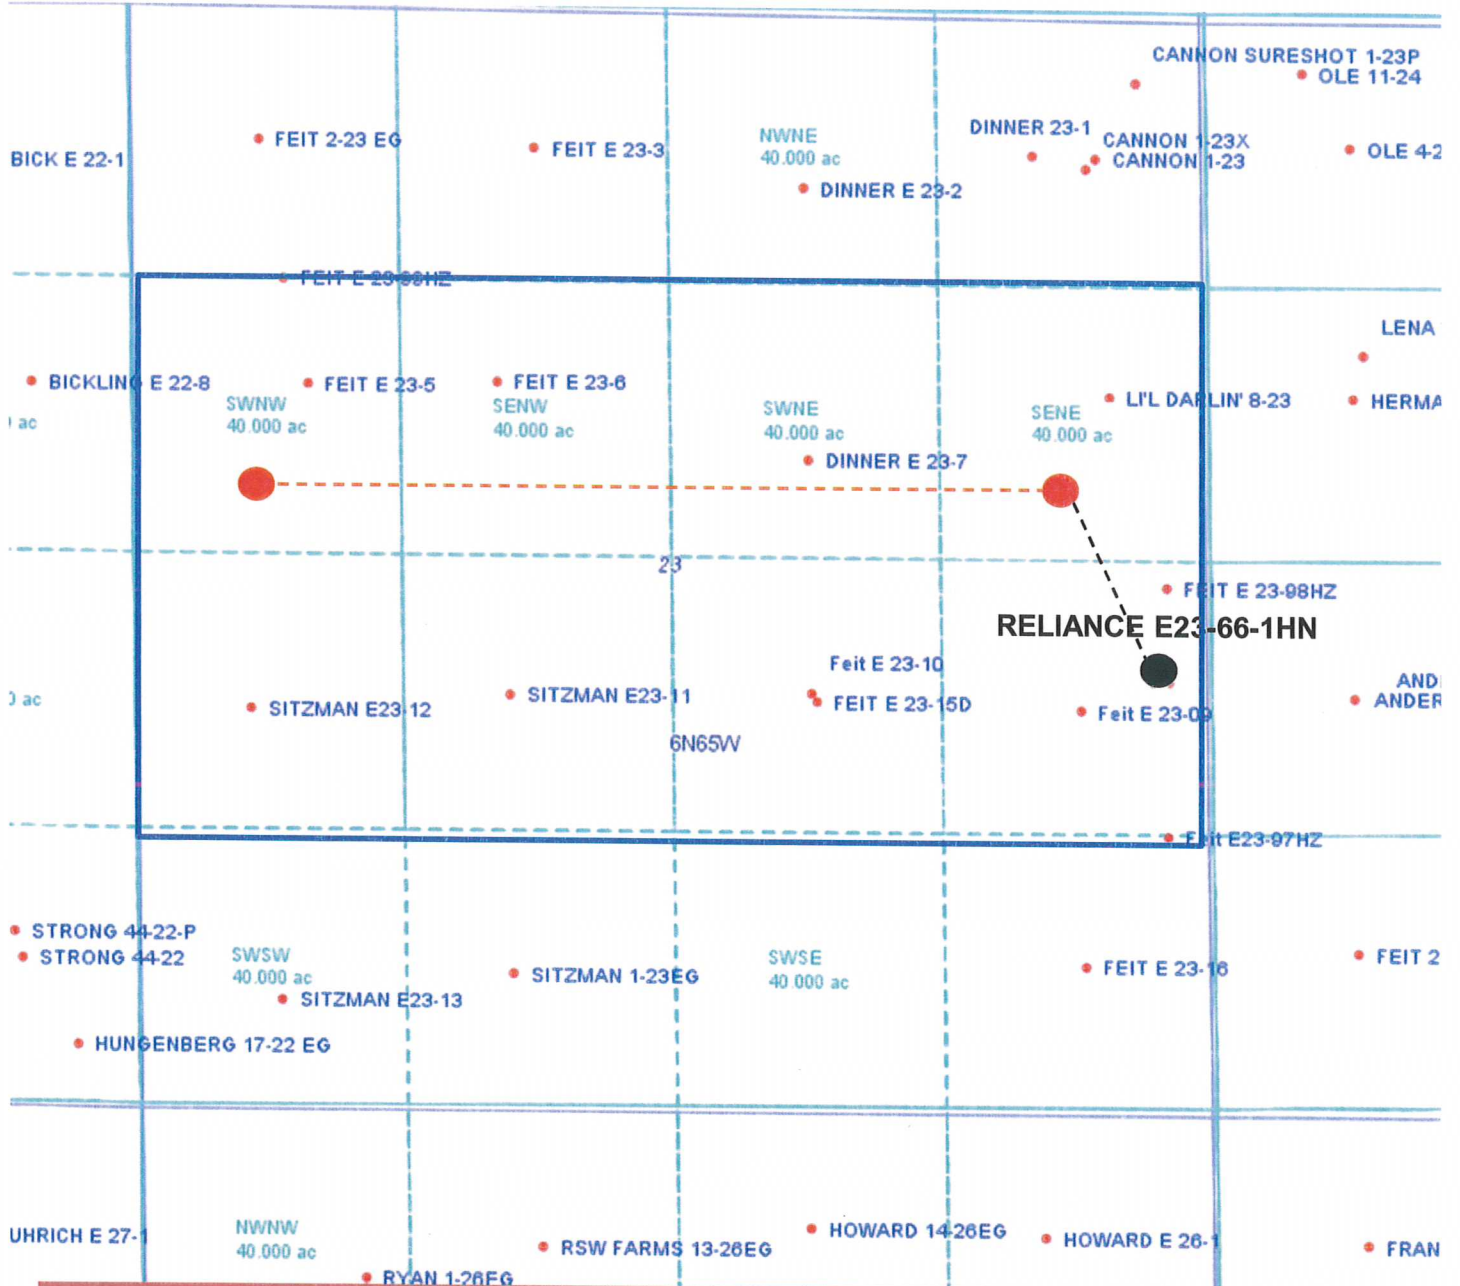 CANNON SURESHOT 1-23P
OLE 11-24
DINNER 23-1
FEIT 2-23 EG
FEIT E 23-3
NWNE
40.000 ac
CANNON 1-23X
CANNON 1-23
OLE 4-2
BICK E 22-1
DINNER E 23-2
FEIT E 23-99HZ
LENA
BICKLING E 22-8
FEIT E 23-5
FEIT E 23-6
LI'L DARLIN' 8-23
HERMA
SWNW
40.000 ac
SENW
40.000 ac
SWNE
40.000 ac
SENE
40.000 ac
ac
DINNER E 23-7
23
FEIT E 23-98HZ
RELIANCE E23-66-1HN
Feit E 23-10
FEIT E 23-15D
SITZMAN E23-11
SITZMAN E23-12
Feit E 23-09
AND
ANDER
0 ac
6N65W
Feit E23-97HZ
STRONG 44-22-P
STRONG 44-22
SWSW
40.000 ac
SITZMAN 1-23EG
SWSE
40.000 ac
FEIT E 23-16
FEIT 2
SITZMAN E23-13
HUNGENBERG 17-22 EG
UHRICH E 27-1
NWNW
40.000 ac
RSW FARMS 13-26EG
HOWARD 14-26EG
HOWARD E 26-1
FRAN
RYAN 1-26EG